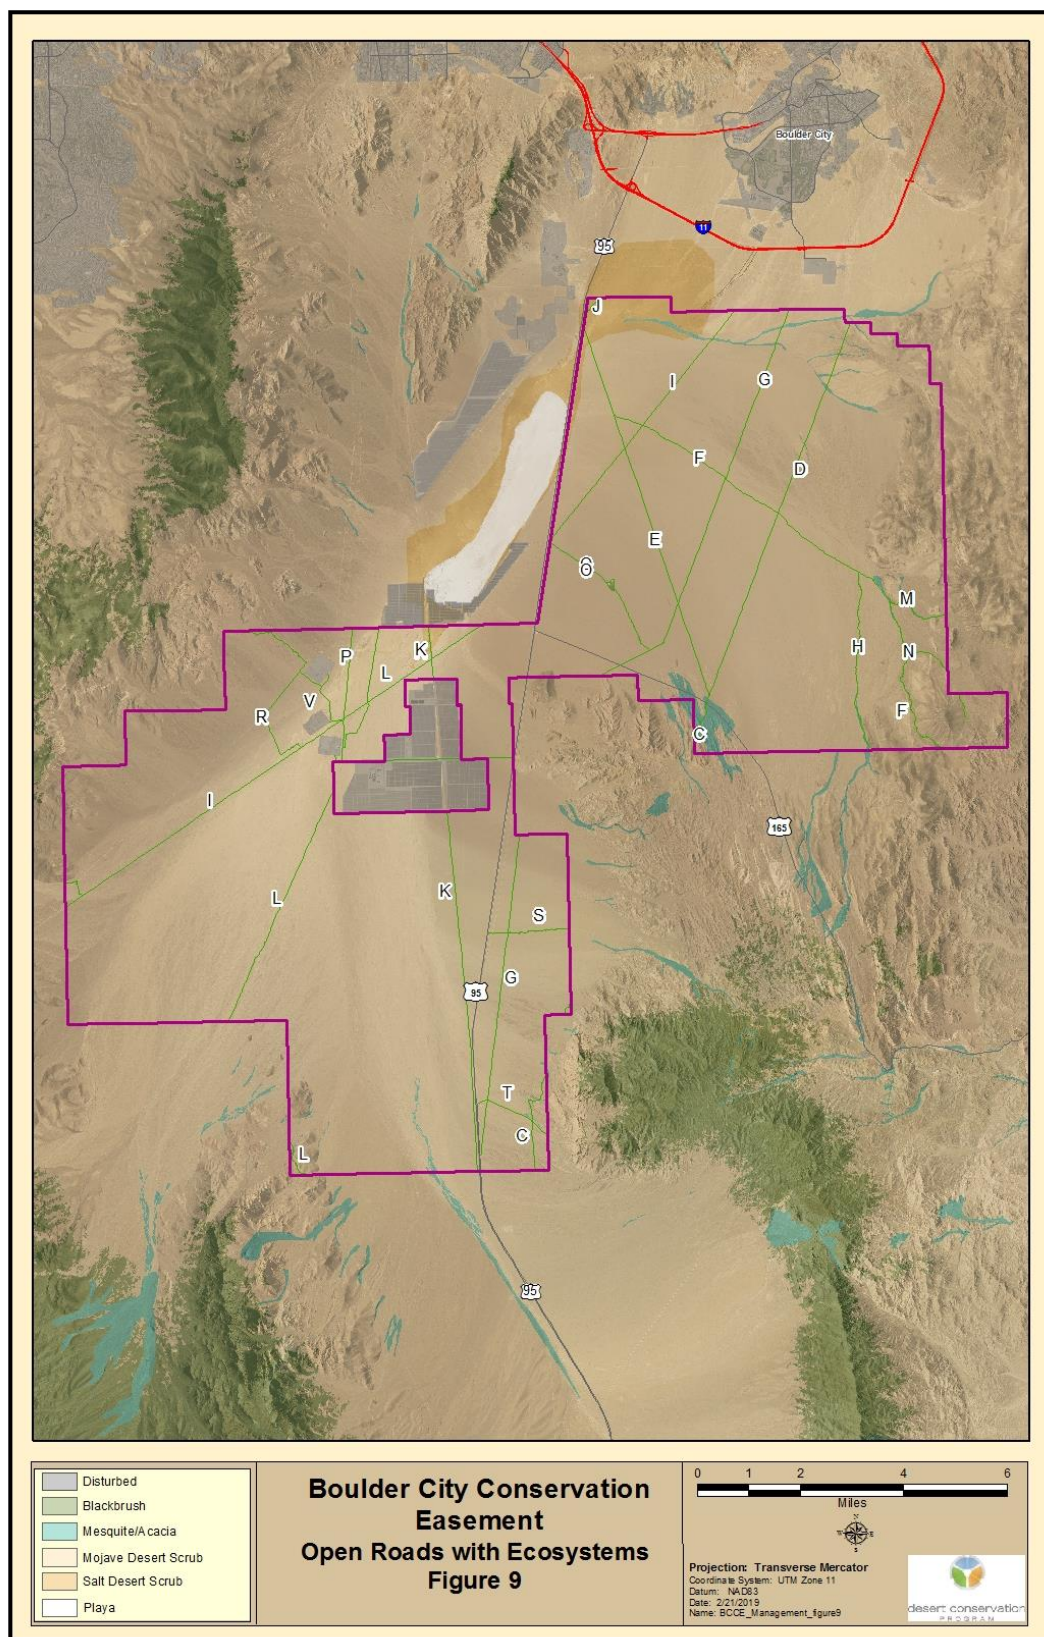 Boulder City
11
95
J
I
G
F
D
E
O
M
H
N
F
C
K
P
L
V
R
I
165
L
K
S
G
95
T
C
L
95
Disturbed
Blackbrush
Mesquite/Acacia
Mojave Desert Scrub
Salt Desert Scrub
Playa
Boulder City Conservation
Easement
Open Roads with Ecosystems
Figure 9
0 1 2 4 6
Miles
N
W E
S
Projection: Transverse Mercator
Coordinate System: UTM Zone 11
Datum: NAD83
Date: 2/21/2019
Name: BCCE_Management_figure9
desert conservation
PROGRAM